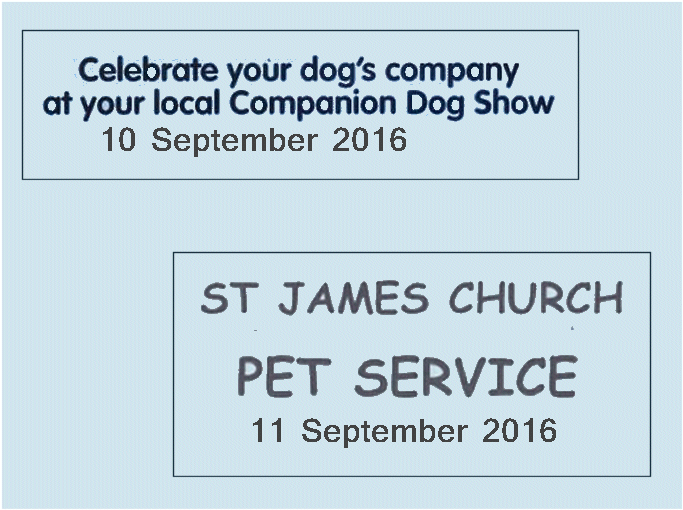 Celebrate your dog's company
at your local Companion Dog Show
10 September 2016
ST JAMES CHURCH
PET SERVICE
11 September 2016